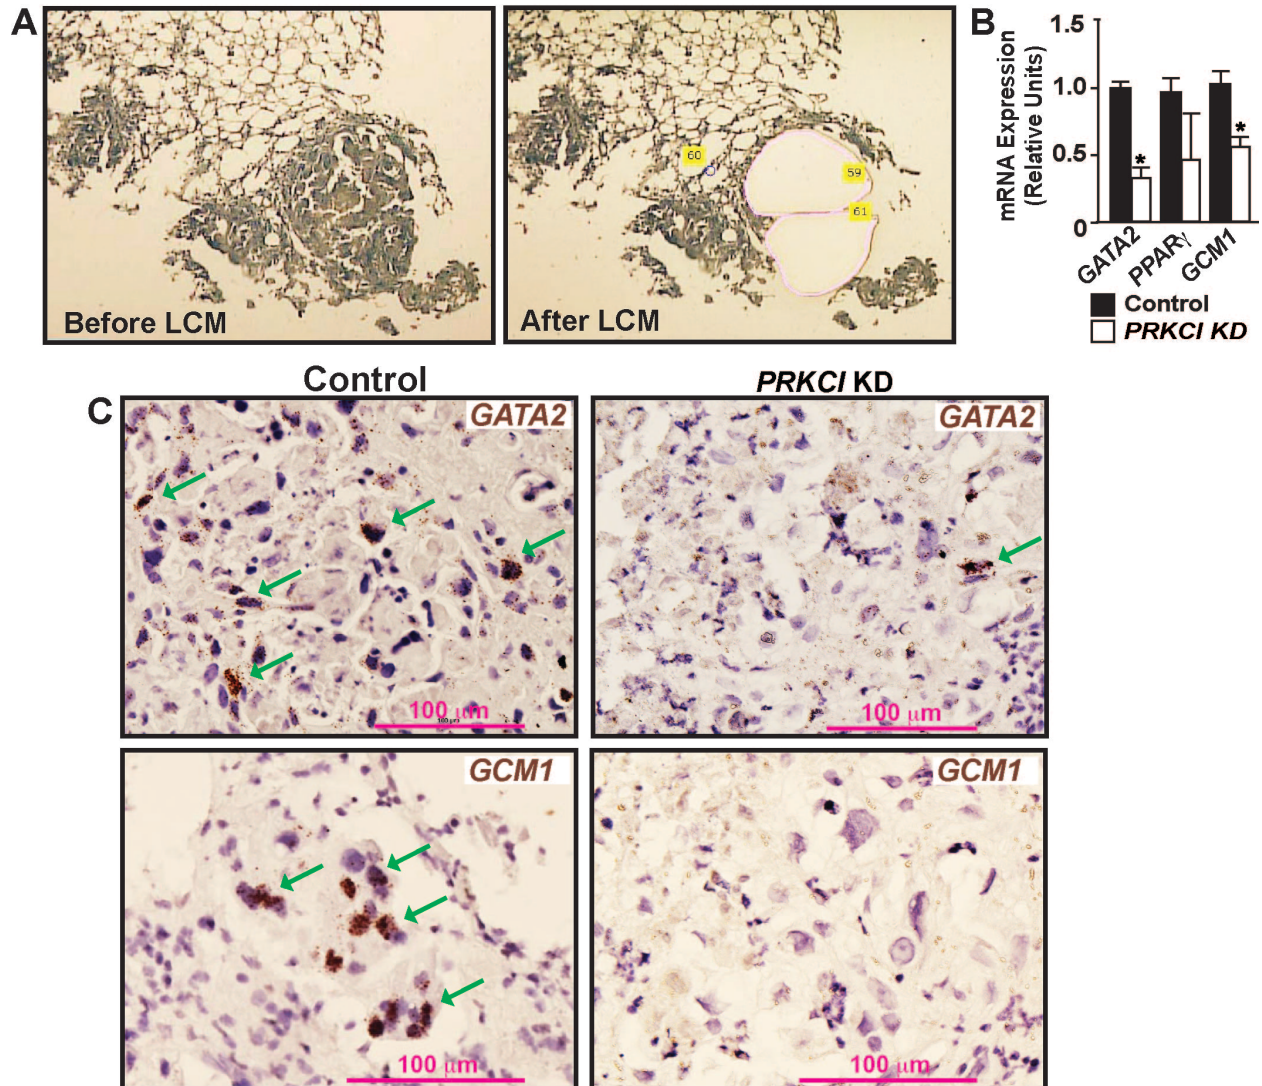 A
Before LCM
60
59
61
After LCM
B
mRNA Expression
(Relative Units)
1.5
1.0
0.5
0
*
*
GATA2
PPARγ
GCM1
Control
PRKCI KD
C
Control
PRKCI KD
GATA2
100 μm
100 μm
GATA2
100 μm
GCM1
100 μm
GCM1
100 μm